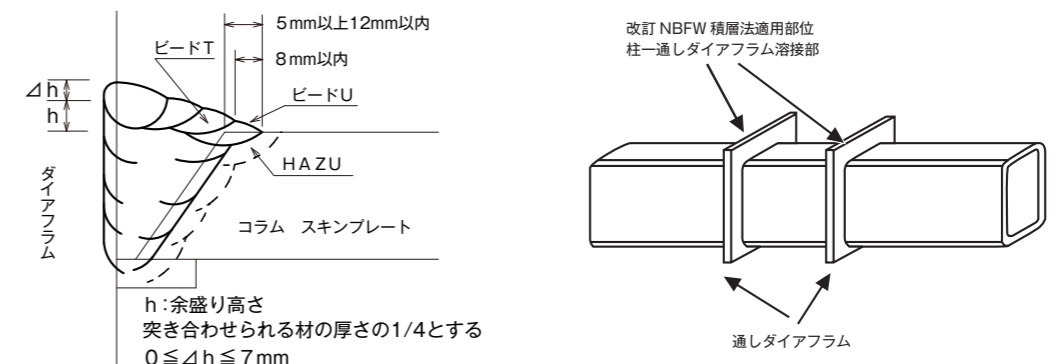 5mm以上12mm以内
ビードT
8mm以内
⊿h
h
ビードU
HAZU
ダイアフラム
コラム スキンプレート
h:余盛り高さ
突き合わせられる材の厚さの1/4とする
0≦⊿h≦7mm
改訂 NBFW 積層法適用部位
柱ー通しダイアフラム溶接部
通しダイアフラム